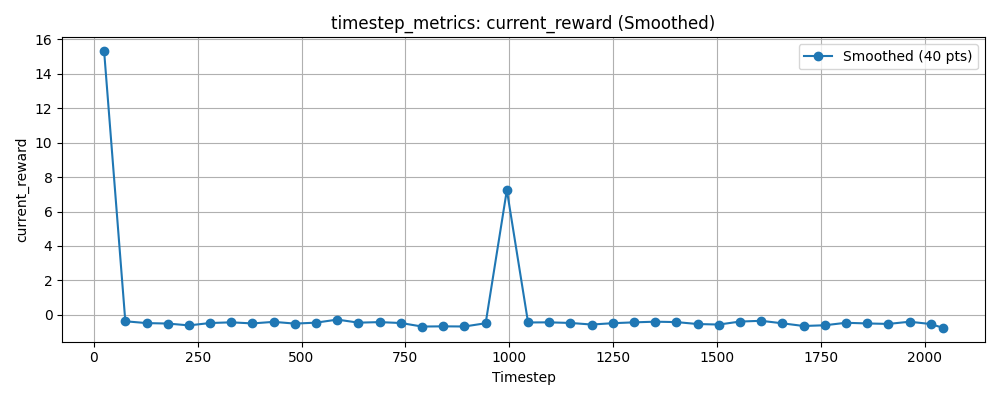 timestep_metrics: current_reward (Smoothed)
Smoothed (40 pts)
current_reward
16
14
12
10
8
6
4
2
0
0 250 500 750 1000 1250 1500 1750 2000
Timestep